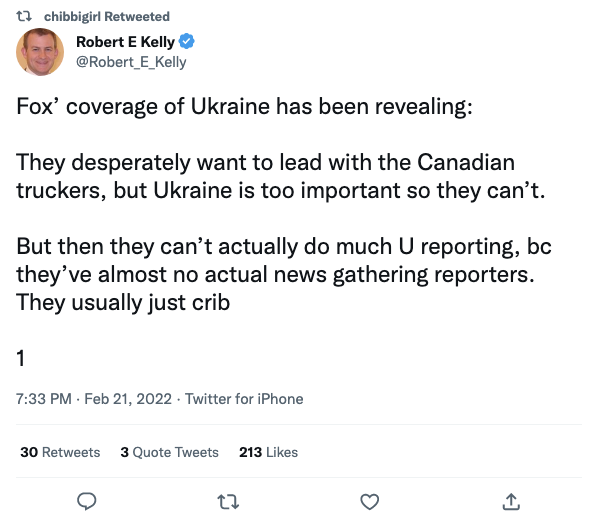 chibbigirl Retweeted
Robert E Kelly
@Robert_E_Kelly
Fox’ coverage of Ukraine has been revealing:
They desperately want to lead with the Canadian
truckers, but Ukraine is too important so they can’t.
But then they can’t actually do much U reporting, bc
they’ve almost no actual news gathering reporters.
They usually just crib
1
7:33 PM · Feb 21, 2022 · Twitter for iPhone
30 Retweets 3 Quote Tweets 213 Likes